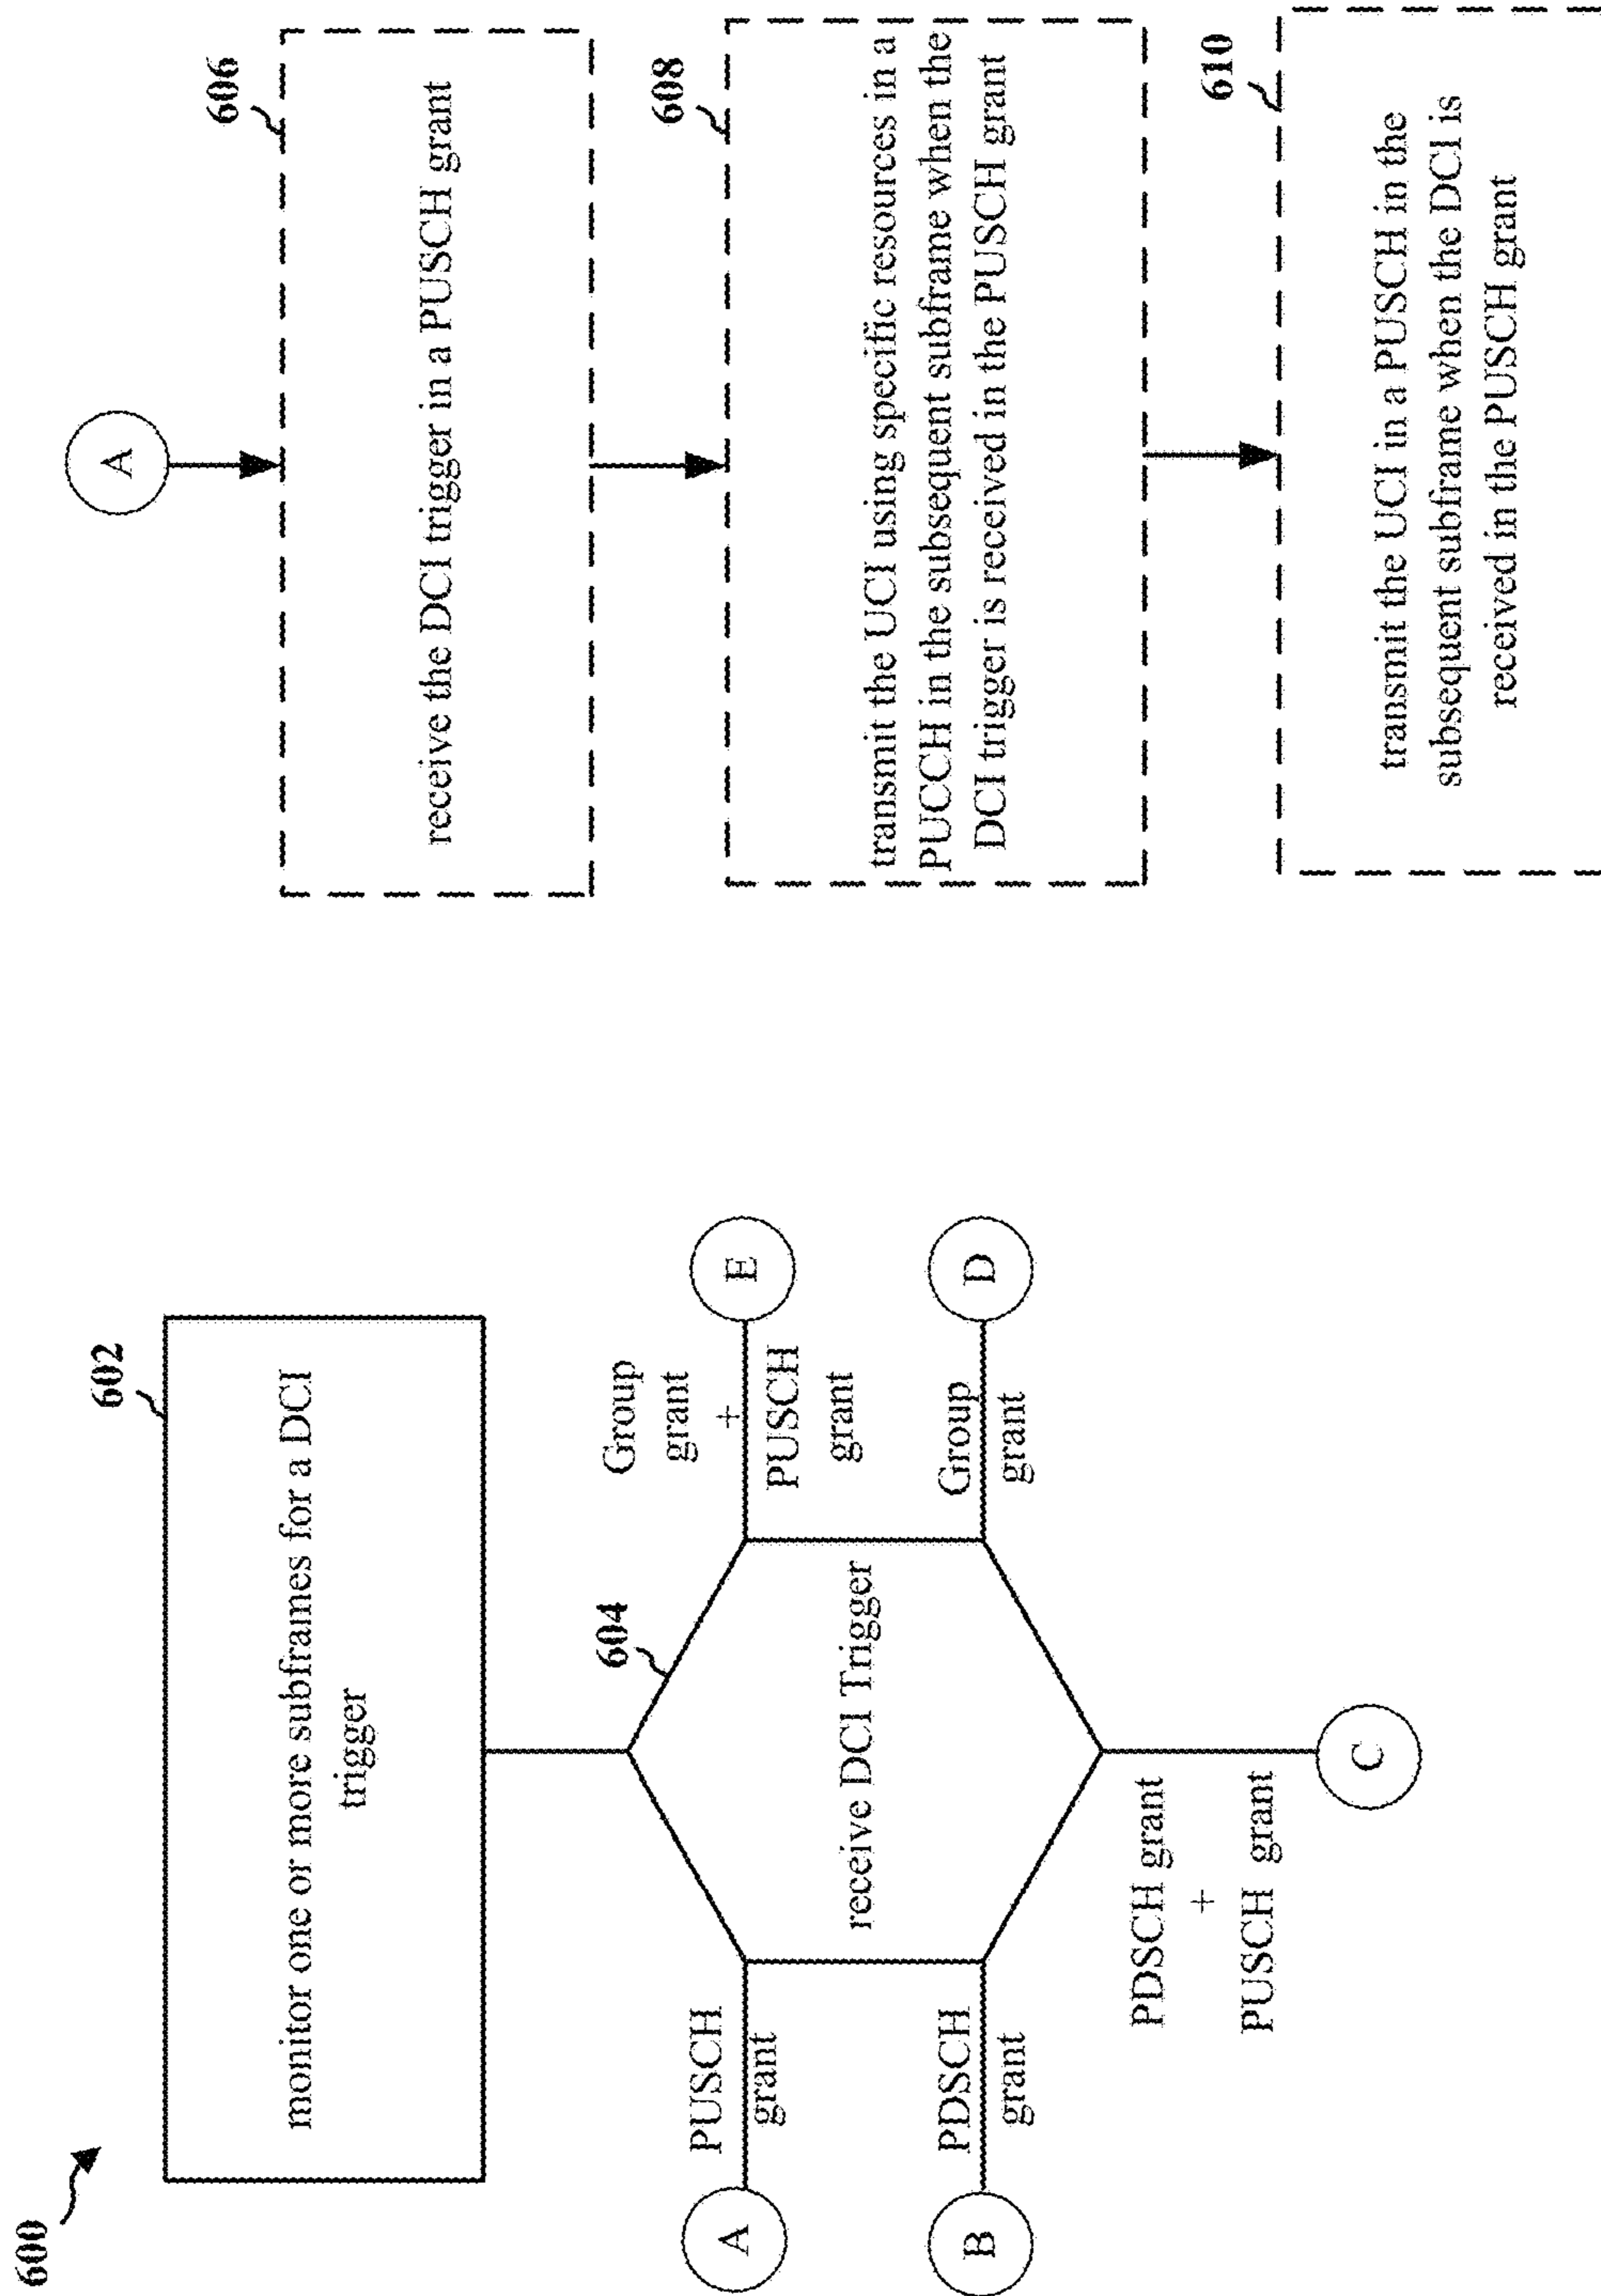 600
602
monitor one or more subframes for a DCI
trigger
604
receive DCI Trigger
A
PUSCH
grant
B
PDSCH
grant
PDSCH grant
+
PUSCH grant
C
Group
grant
+
PUSCH
grant
E
Group
grant
D
A
606
receive the DCI trigger in a PUSCH grant
608
transmit the UCI using specific resources in a
PUCCH in the subsequent subframe when the
DCI trigger is received in the PUSCH grant
610
transmit the UCI in a PUSCH in the
subsequent subframe when the DCI is
received in the PUSCH grant